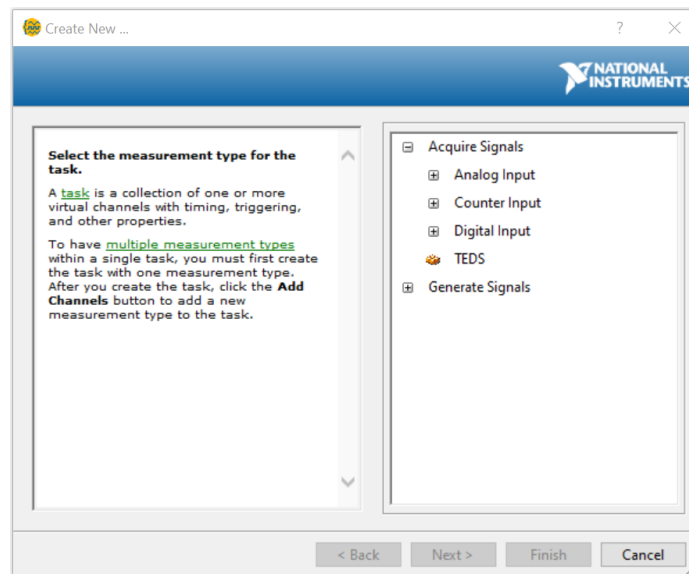 Create New ...
NATIONAL
INSTRUMENTS
Select the measurement type for the
task.
A task is a collection of one or more
virtual channels with timing, triggering,
and other properties.
To have multiple measurement types
within a single task, you must first create
the task with one measurement type.
After you create the task, click the Add
Channels button to add a new
measurement type to the task.
Acquire Signals
Analog Input
Counter Input
Digital Input
TEDS
Generate Signals
< Back
Next >
Finish
Cancel